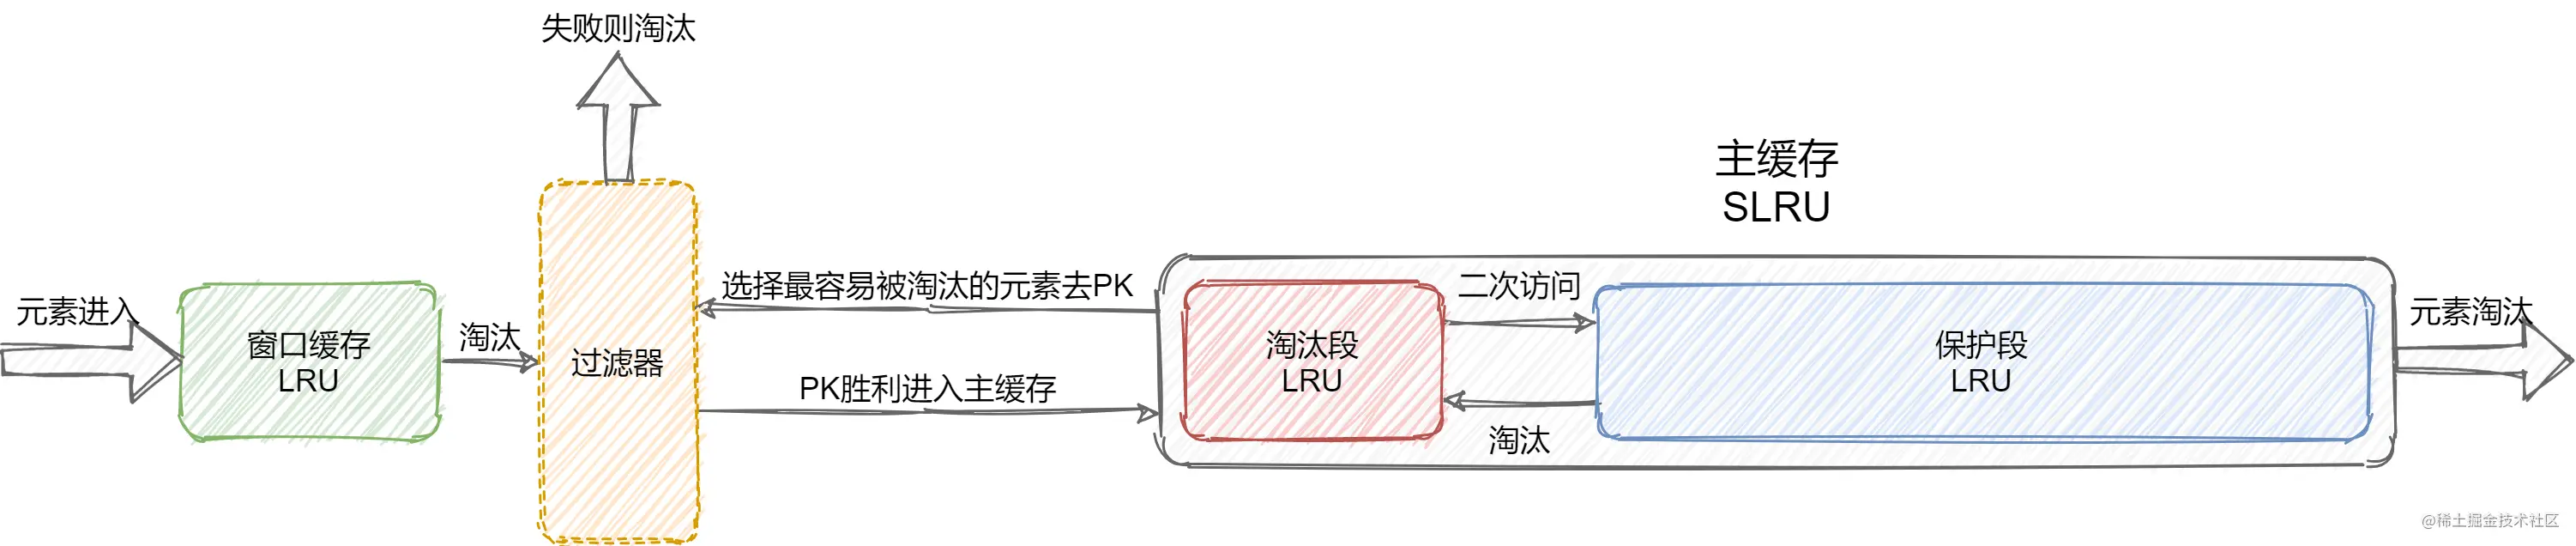 失败则淘汰
主缓存
SLRU
元素进入
窗口缓存
LRU
淘汰
过滤器
选择最容易被淘汰的元素去PK
PK胜利进入主缓存
淘汰段
LRU
二次访问
淘汰
保护段
LRU
元素淘汰
@稀土掘金技术社区